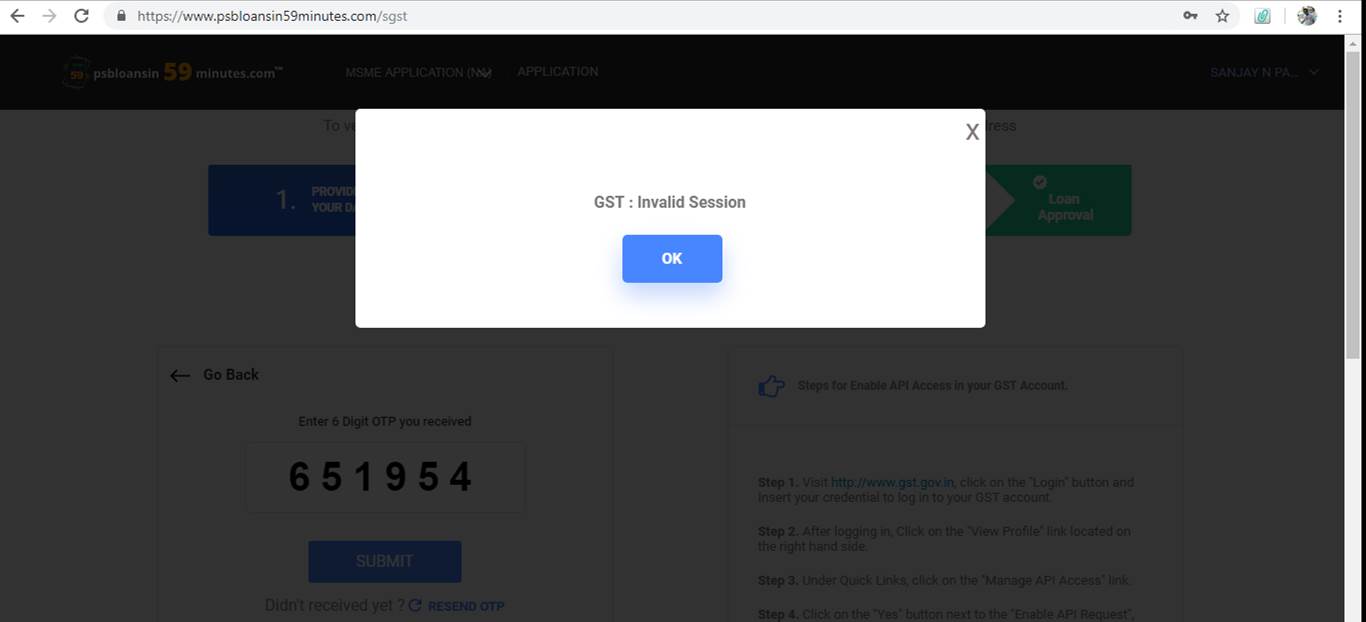 https://www.psbloansin59minutes.com/sgst
59 psbloansin 59 minutes.com™
MSME APPLICATION (NA)
APPLICATION
SANJAY N PA...
To ve
dress
X
1. PROVID
YOUR DA
Loan
Approval
GST : Invalid Session
OK
Go Back
Enter 6 Digit OTP you received
6 5 1 9 5 4
SUBMIT
Didn't received yet ? RESEND OTP
Steps for Enable API Access in your GST Account.
Step 1. Visit http://www.gst.gov.in, click on the "Login" button and
insert your credential to log in to your GST account.
Step 2. After logging in, Click on the "View Profile" link located on
the right hand side.
Step 3. Under Quick Links, click on the "Manage API Access" link.
Step 4. Click on the "Yes" button next to the "Enable API Request",